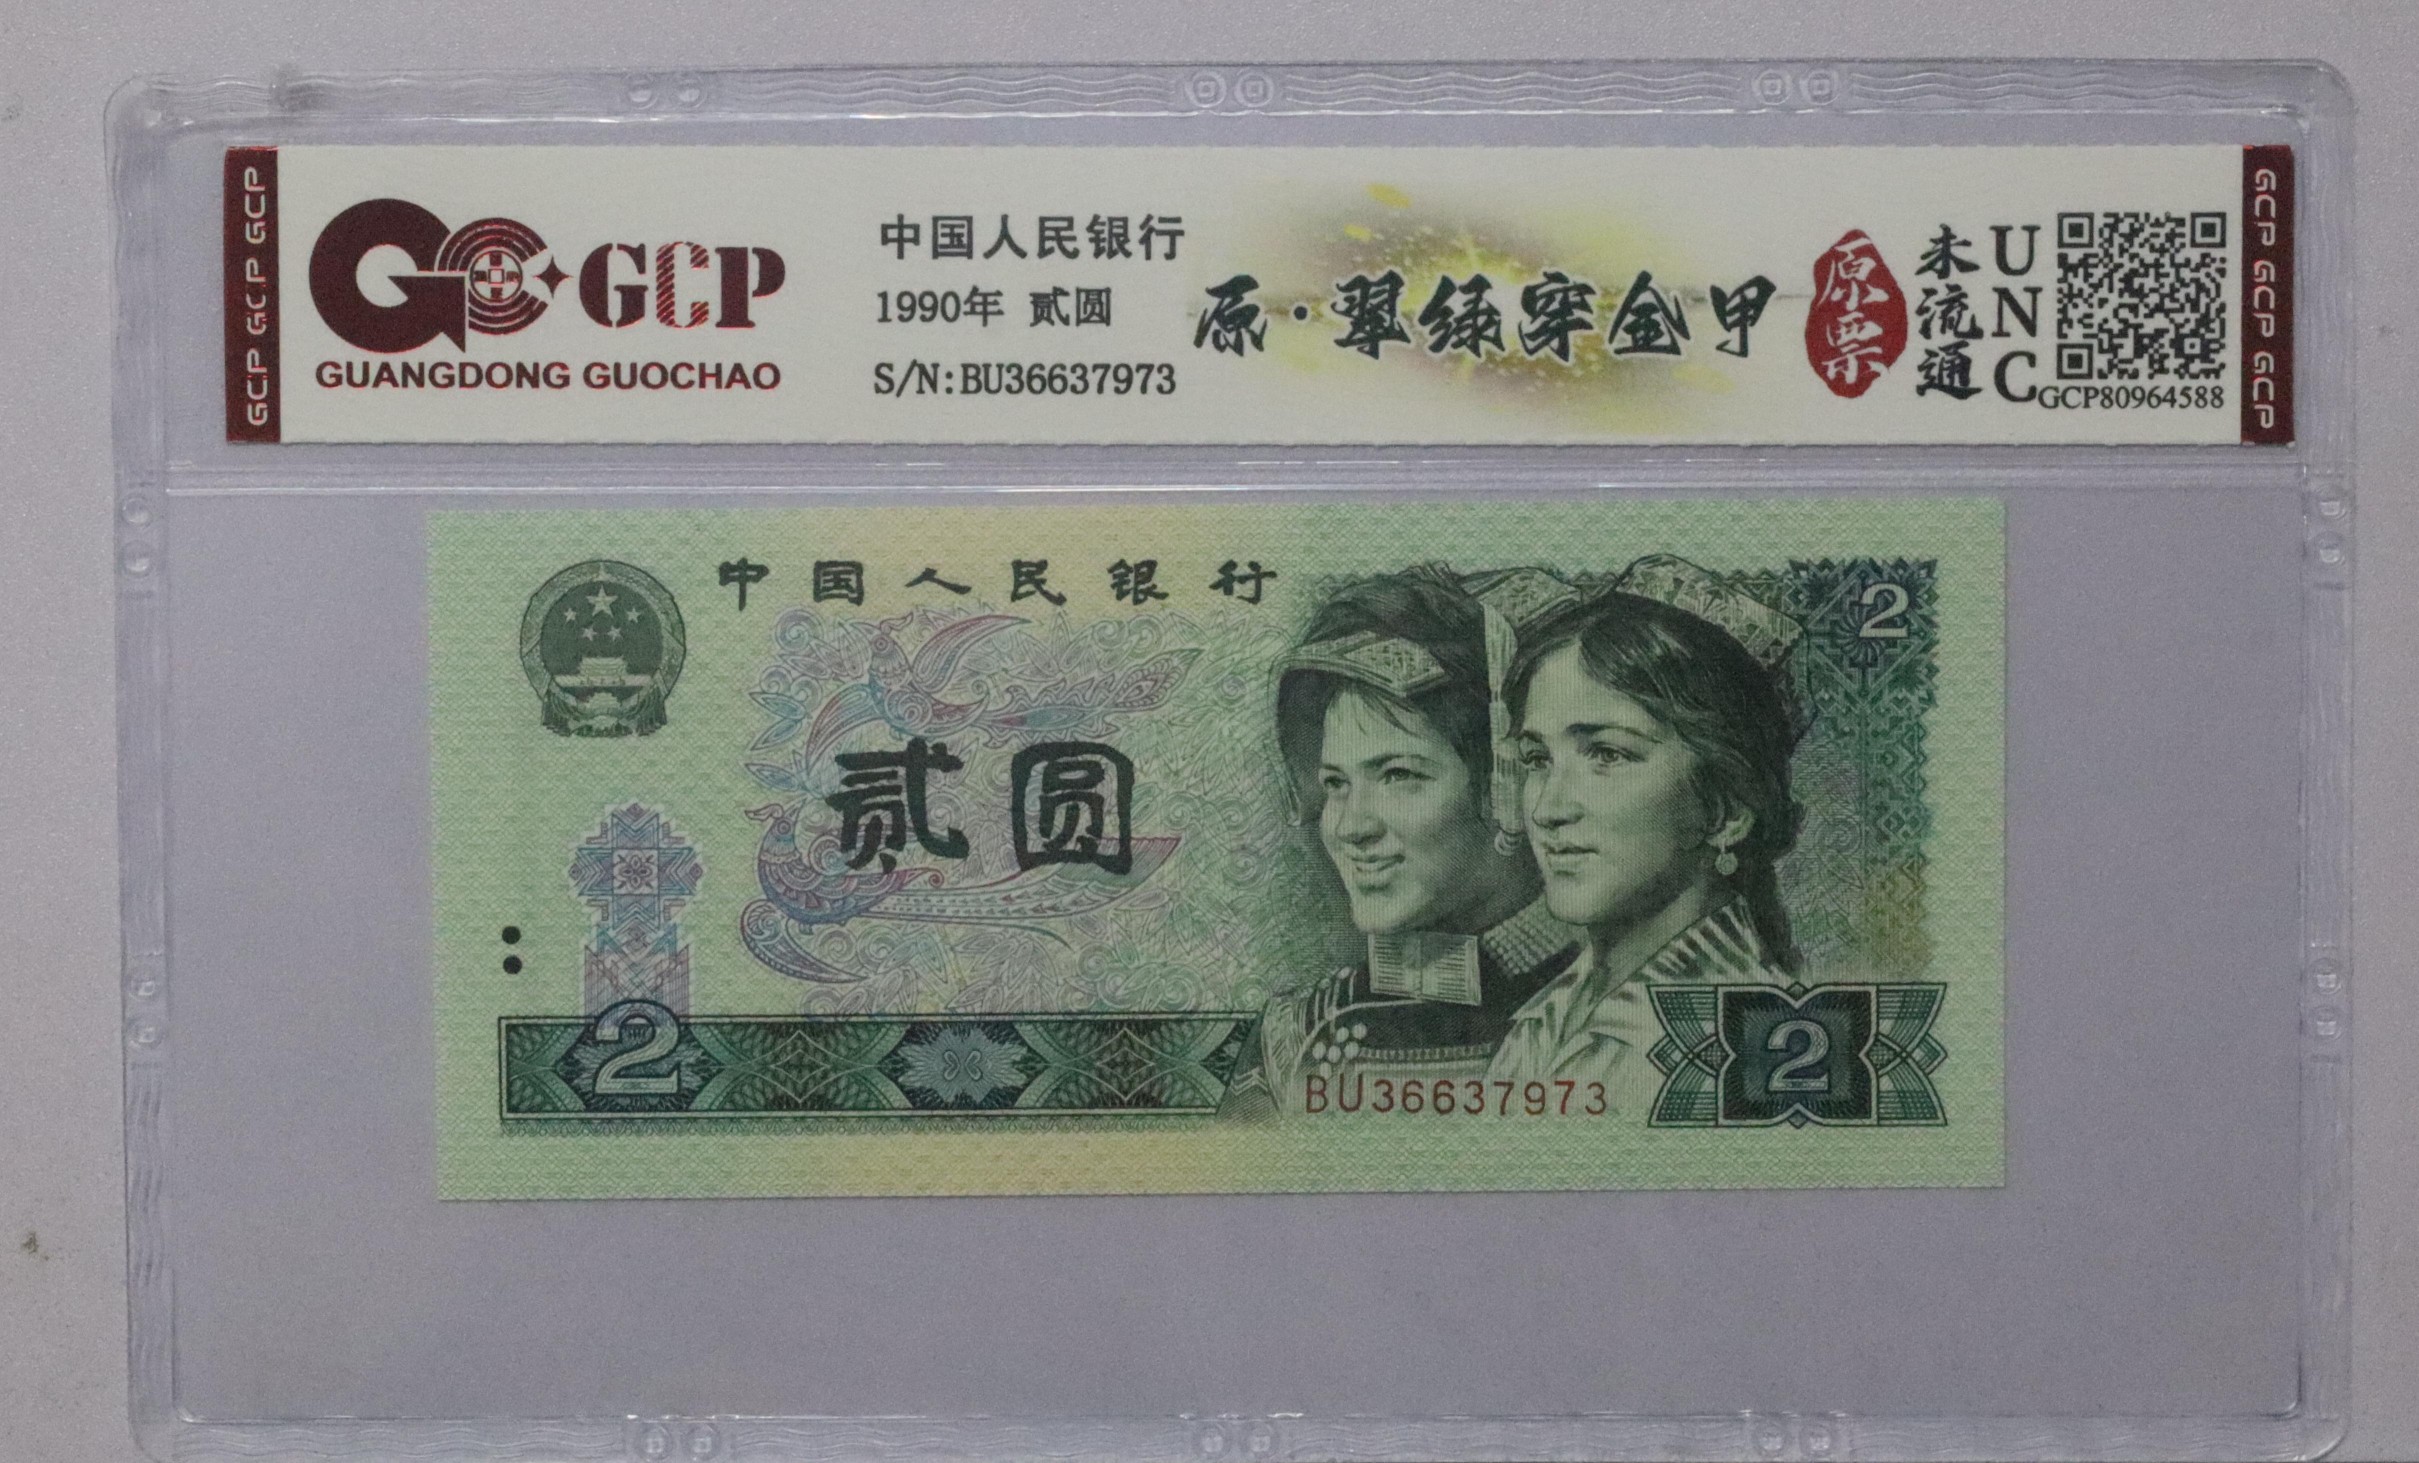 GCP GCP GCP
GCP
GUANGDONG GUOCHAO
中国人民银行
1990年 贰圆
S/N:BU36637973
原·翠绿穿金甲
原票
未流通
UNC
GCP80964588
GCP GCP GCP
中国人民银行
2
贰圆
2
BU36637973
2